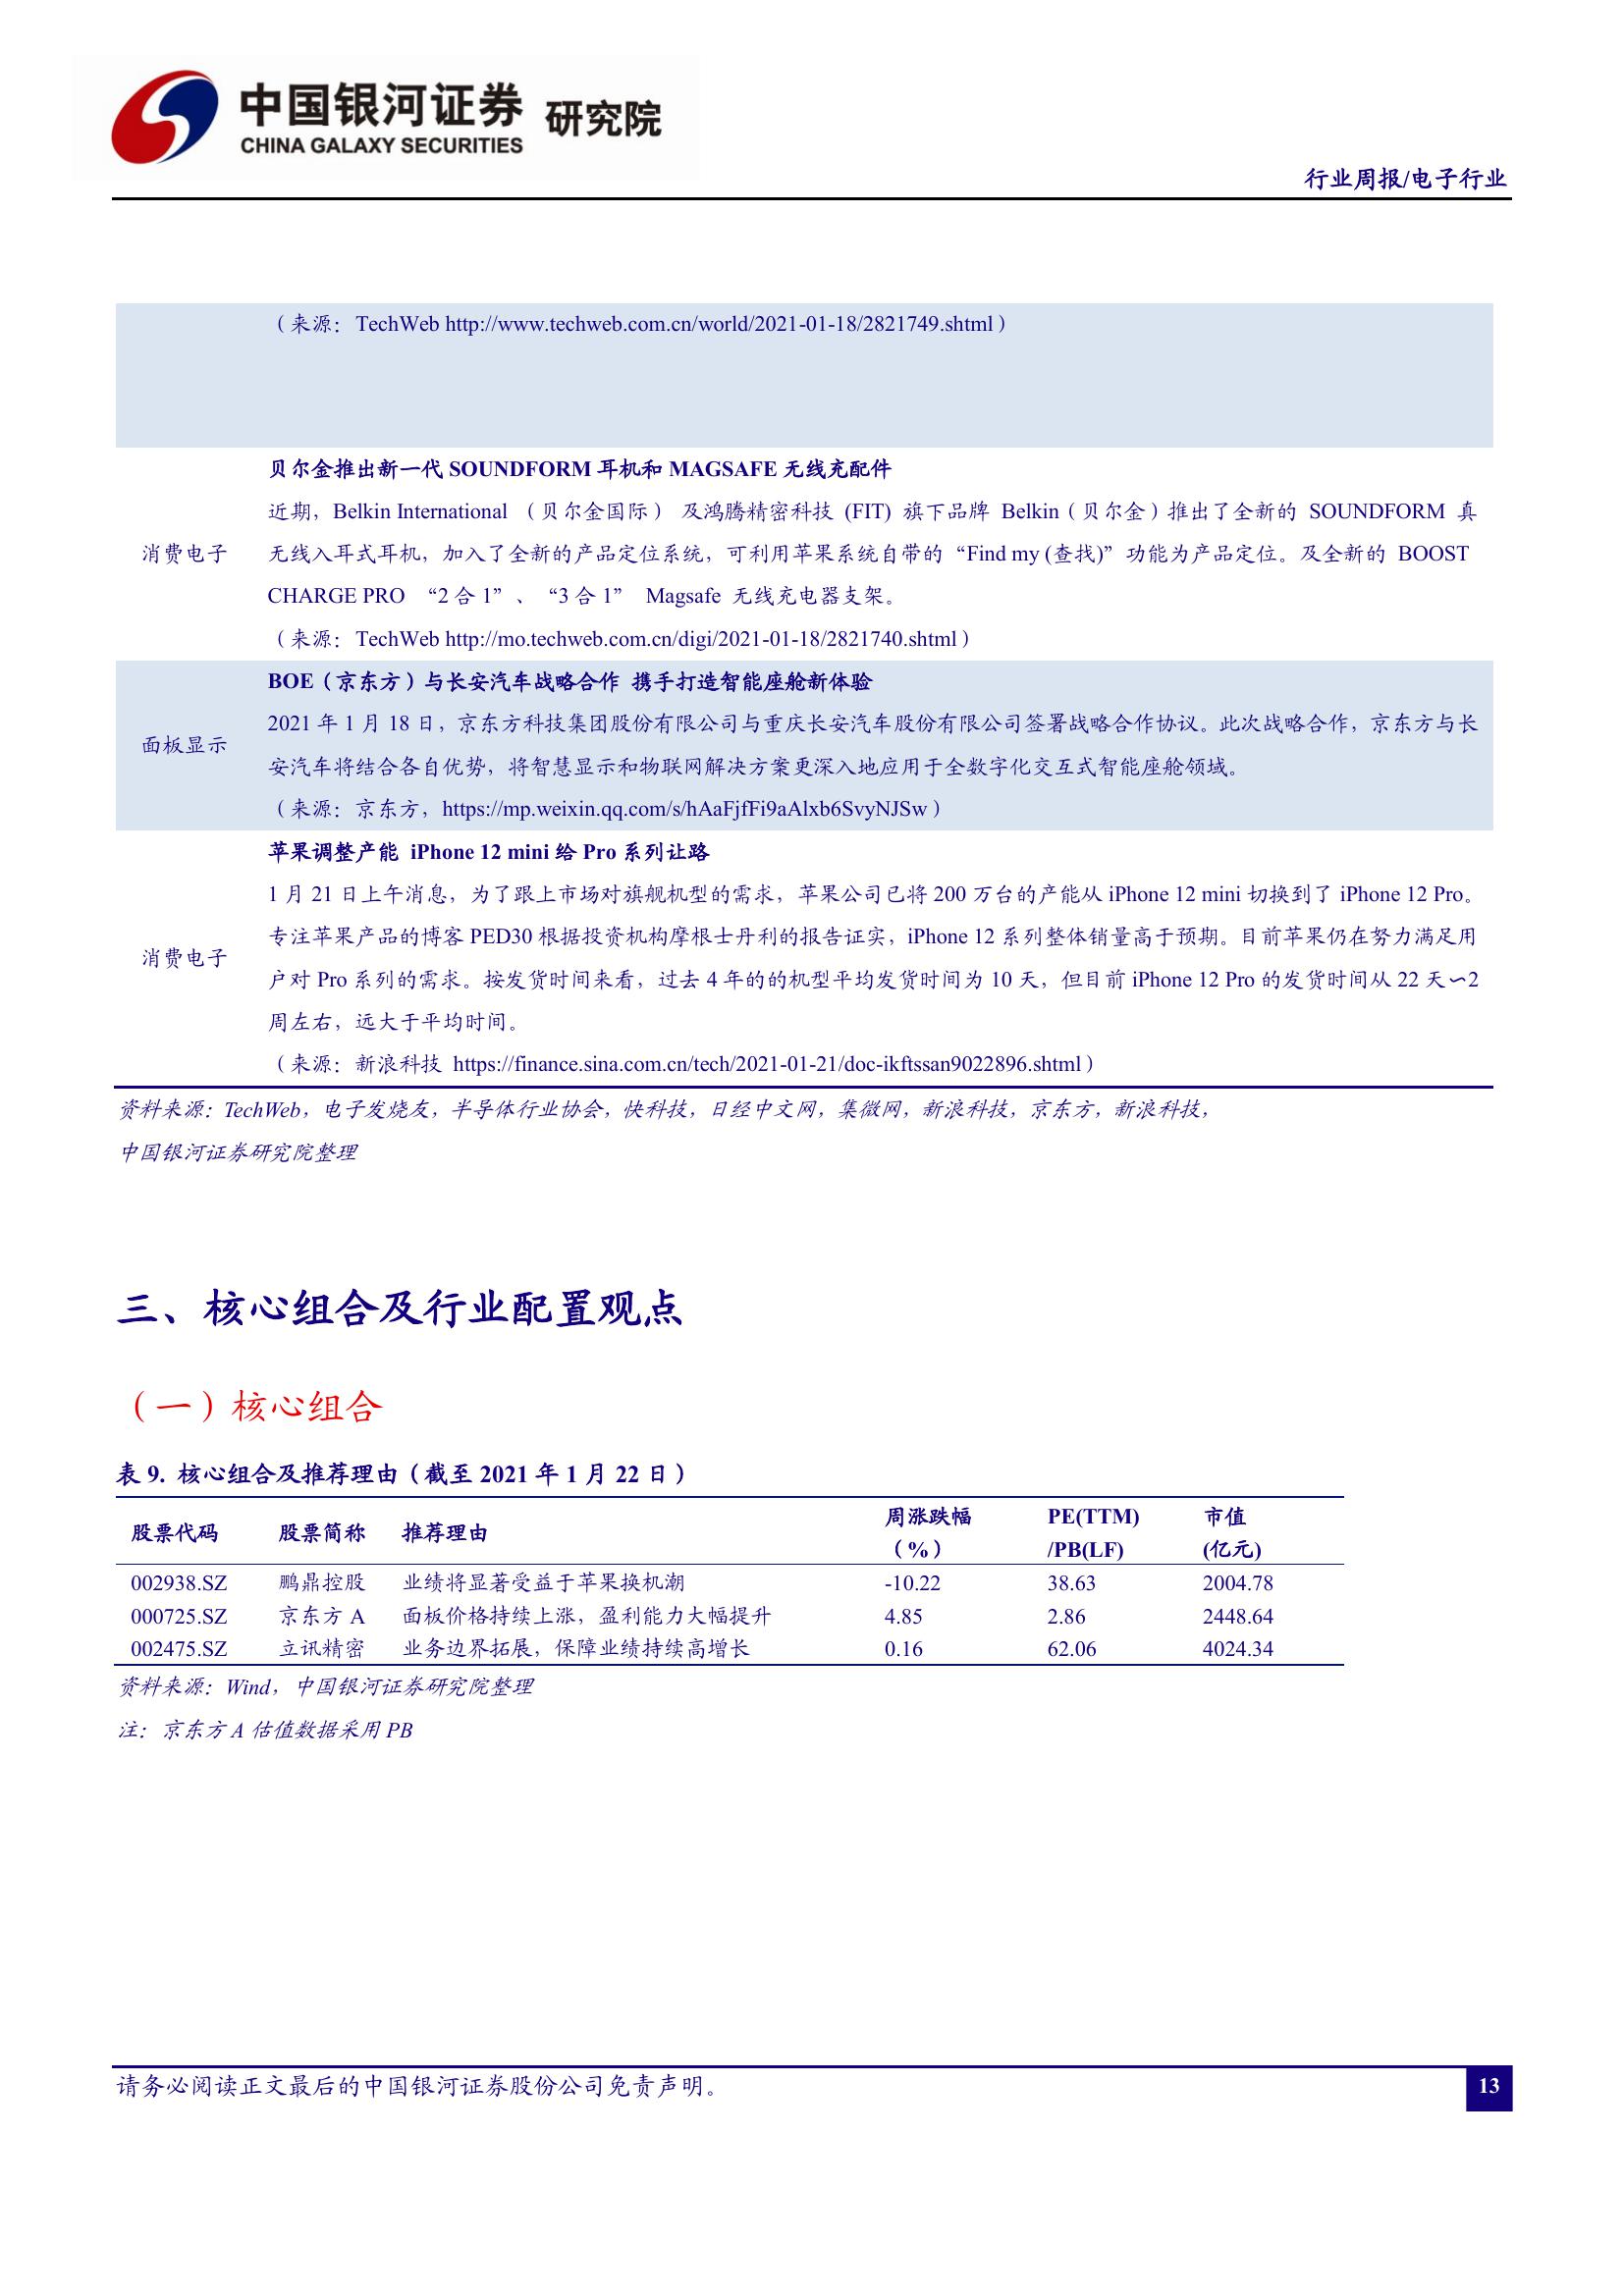 中国银河证券 研究院
CHINA GALAXY SECURITIES
行业周报/电子行业
（来源：TechWeb http://www.techweb.com.cn/world/2021-01-18/2821749.shtml）
贝尔金推出新一代 SOUNDFORM 耳机和 MAGSAFE 无线充配件
近期，Belkin International （贝尔金国际） 及鸿腾精密科技 (FIT) 旗下品牌 Belkin（贝尔金）推出了全新的 SOUNDFORM 真
消费电子
无线入耳式耳机，加入了全新的产品定位系统，可利用苹果系统自带的“Find my (查找)”功能为产品定位。及全新的 BOOST
CHARGE PRO “2 合 1”、“3 合 1” Magsafe 无线充电器支架。
（来源：TechWeb http://mo.techweb.com.cn/digi/2021-01-18/2821740.shtml）
BOE（京东方）与长安汽车战略合作 携手打造智能座舱新体验
2021 年 1 月 18 日，京东方科技集团股份有限公司与重庆长安汽车股份有限公司签署战略合作协议。此次战略合作，京东方与长
面板显示
安汽车将结合各自优势，将智慧显示和物联网解决方案更深入地应用于全数字化交互式智能座舱领域。
（来源：京东方，https://mp.weixin.qq.com/s/hAaFjfFi9aAlxb6SvyNJSw）
苹果调整产能 iPhone 12 mini 给 Pro 系列让路
1 月 21 日上午消息，为了跟上市场对旗舰机型的需求，苹果公司已将 200 万台的产能从 iPhone 12 mini 切换到了 iPhone 12 Pro。
专注苹果产品的博客 PED30 根据投资机构摩根士丹利的报告证实，iPhone 12 系列整体销量高于预期。目前苹果仍在努力满足用
消费电子
户对 Pro 系列的需求。按发货时间来看，过去 4 年的的机型平均发货时间为 10 天，但目前 iPhone 12 Pro 的发货时间从 22 天～2
周左右，远大于平均时间。
（来源：新浪科技 https://finance.sina.com.cn/tech/2021-01-21/doc-ikftssan9022896.shtml）
资料来源：TechWeb，电子发烧友，半导体行业协会，快科技，日经中文网，集微网，新浪科技，京东方，新浪科技，
中国银河证券研究院整理
三、核心组合及行业配置观点
（一）核心组合
表 9. 核心组合及推荐理由（截至 2021 年 1 月 22 日）
股票代码 股票简称 推荐理由 周涨跌幅（%） PE(TTM)/PB(LF) 市值(亿元)
002938.SZ 鹏鼎控股 业绩将显著受益于苹果换机潮 -10.22 38.63 2004.78
000725.SZ 京东方 A 面板价格持续上涨，盈利能力大幅提升 4.85 2.86 2448.64
002475.SZ 立讯精密 业务边界拓展，保障业绩持续高增长 0.16 62.06 4024.34
资料来源：Wind，中国银河证券研究院整理
注：京东方 A 估值数据采用 PB
请务必阅读正文最后的中国银河证券股份公司免责声明。
13